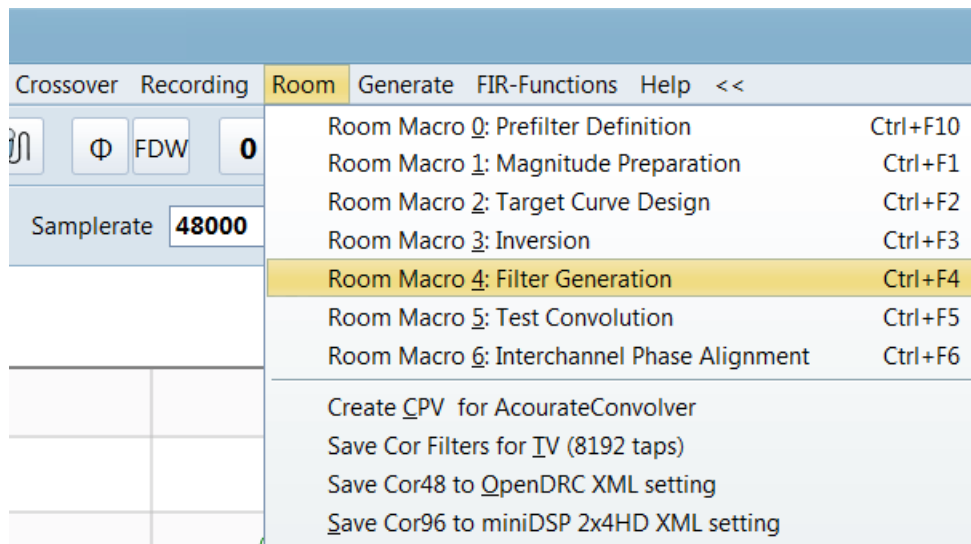 Crossover Recording Room Generate FIR-Functions Help <<
Φ FDW 0
Samplerate 48000
Room Macro 0: Prefilter Definition Ctrl+F10
Room Macro 1: Magnitude Preparation Ctrl+F1
Room Macro 2: Target Curve Design Ctrl+F2
Room Macro 3: Inversion Ctrl+F3
Room Macro 4: Filter Generation Ctrl+F4
Room Macro 5: Test Convolution Ctrl+F5
Room Macro 6: Interchannel Phase Alignment Ctrl+F6
Create CPV for AcourateConvolver
Save Cor Filters for TV (8192 taps)
Save Cor48 to OpenDRC XML setting
Save Cor96 to miniDSP 2x4HD XML setting